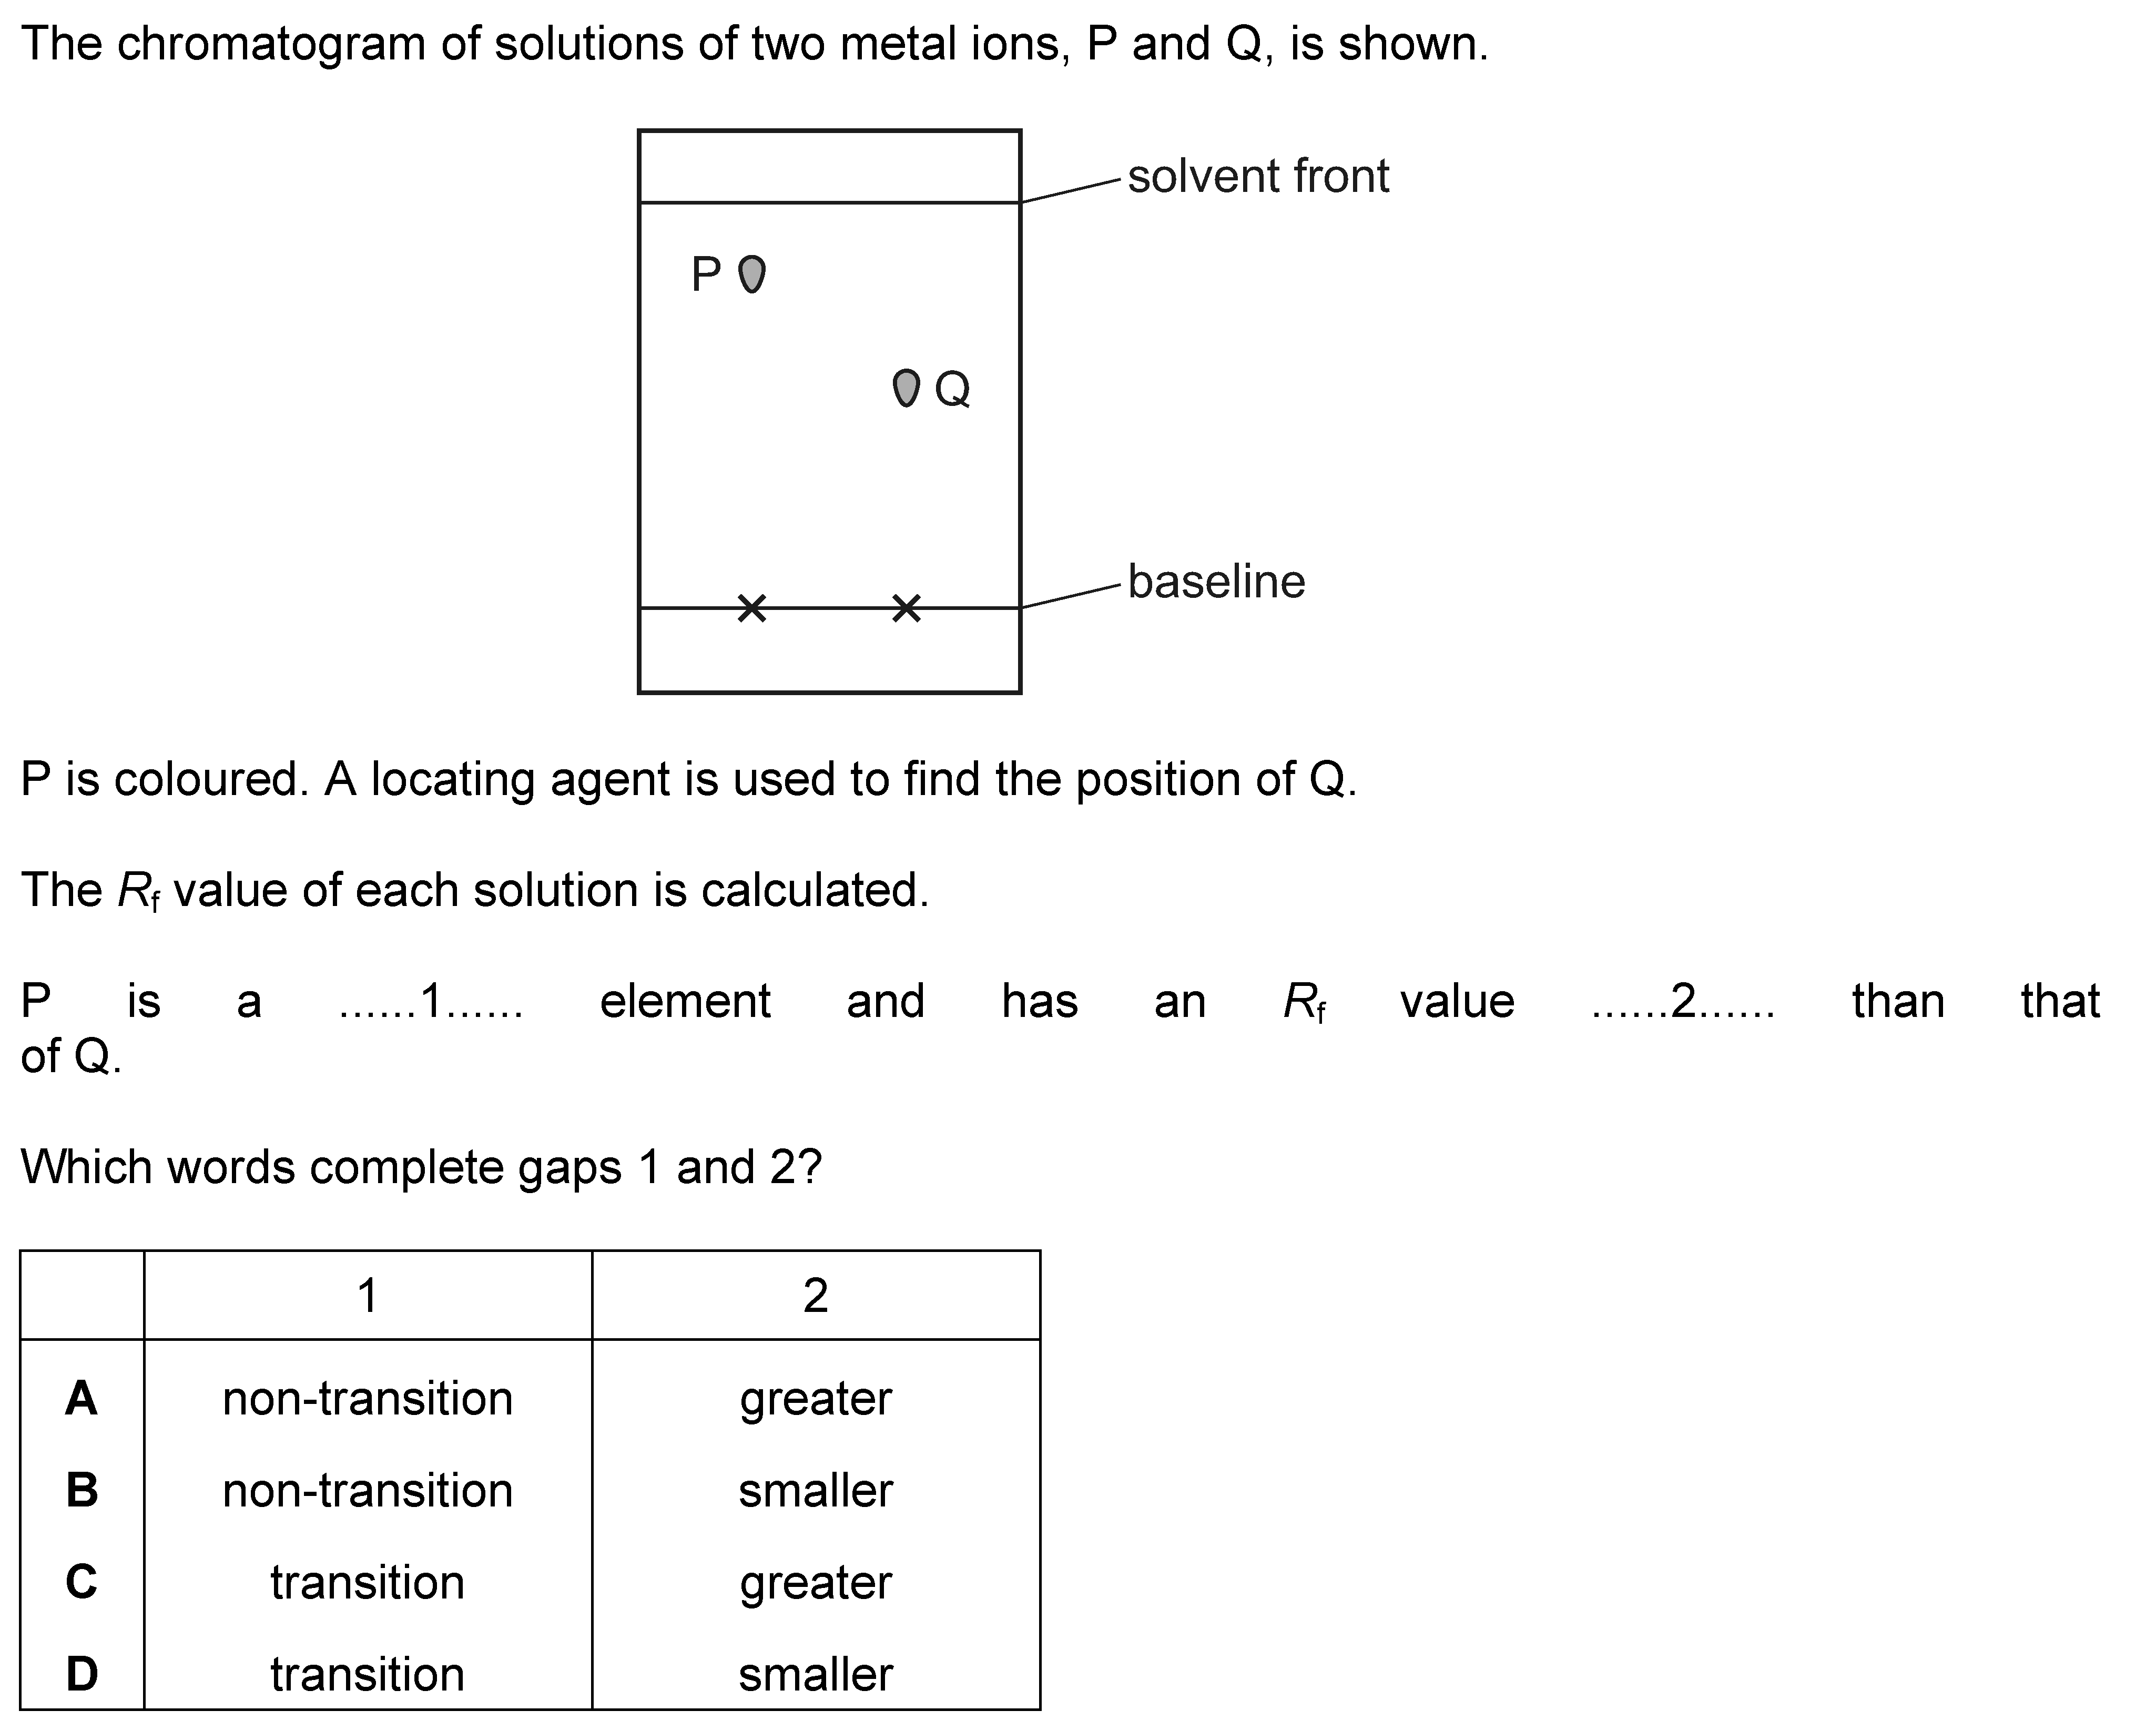 The chromatogram of solutions of two metal ions, P and Q, is shown.
solvent front
P
Q
baseline
P is coloured. A locating agent is used to find the position of Q.
The Rf value of each solution is calculated.
P is a ......1...... element and has an Rf value ......2...... than that
of Q.
Which words complete gaps 1 and 2?
1 2
A non-transition greater
B non-transition smaller
C transition greater
D transition smaller